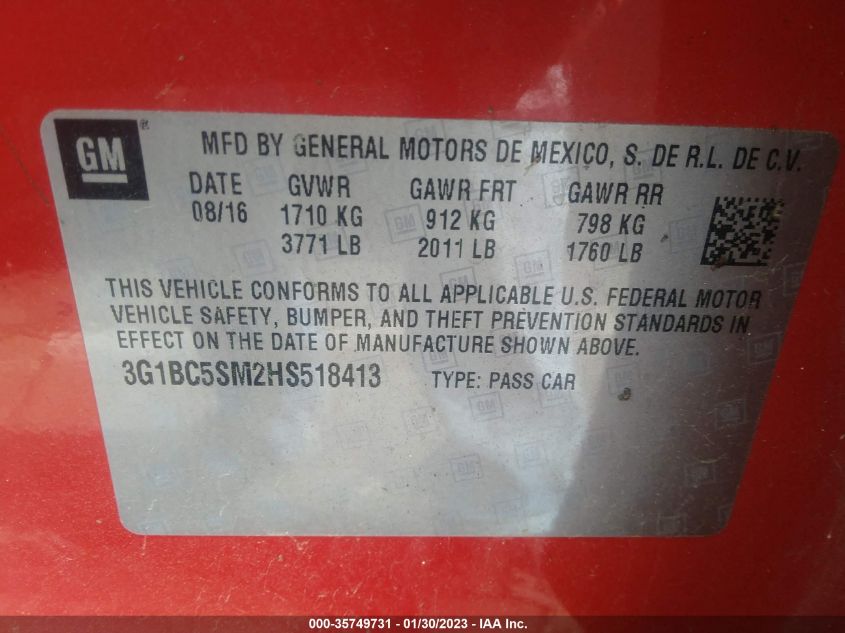 GM
MFD BY GENERAL MOTORS DE MEXICO, S. DE R.L. DE C.V.
DATE GVWR GAWR FRT GAWR RR
08/16 1710 KG 912 KG 798 KG
3771 LB 2011 LB 1760 LB
THIS VEHICLE CONFORMS TO ALL APPLICABLE U.S. FEDERAL MOTOR
VEHICLE SAFETY, BUMPER, AND THEFT PREVENTION STANDARDS IN
EFFECT ON THE DATE OF MANUFACTURE SHOWN ABOVE.
3G1BC5SM2HS518413 TYPE: PASS CAR
000-35749731 - 01/30/2023 - IAA Inc.